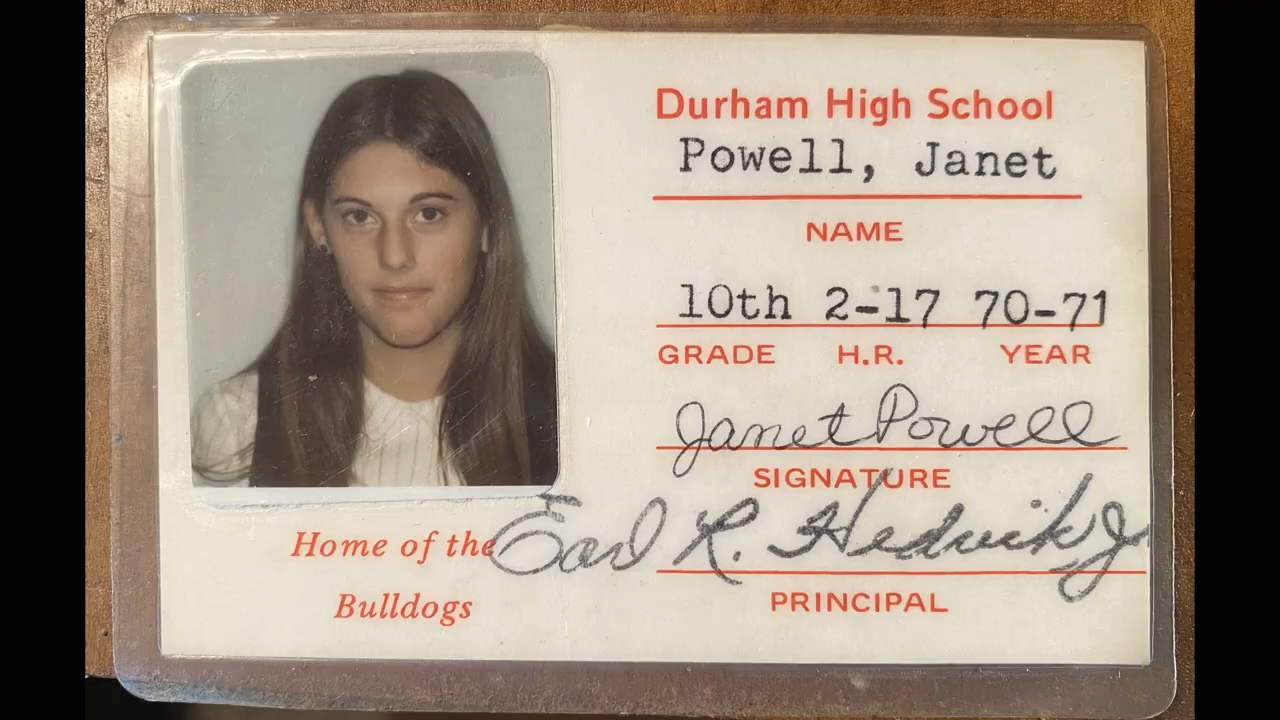 Durham High School
Powell, Janet
NAME
10th 2-17 70-71
GRADE H.R. YEAR
Janet Powell
SIGNATURE
Earl R. Hedrick Jr
PRINCIPAL
Home of the
Bulldogs